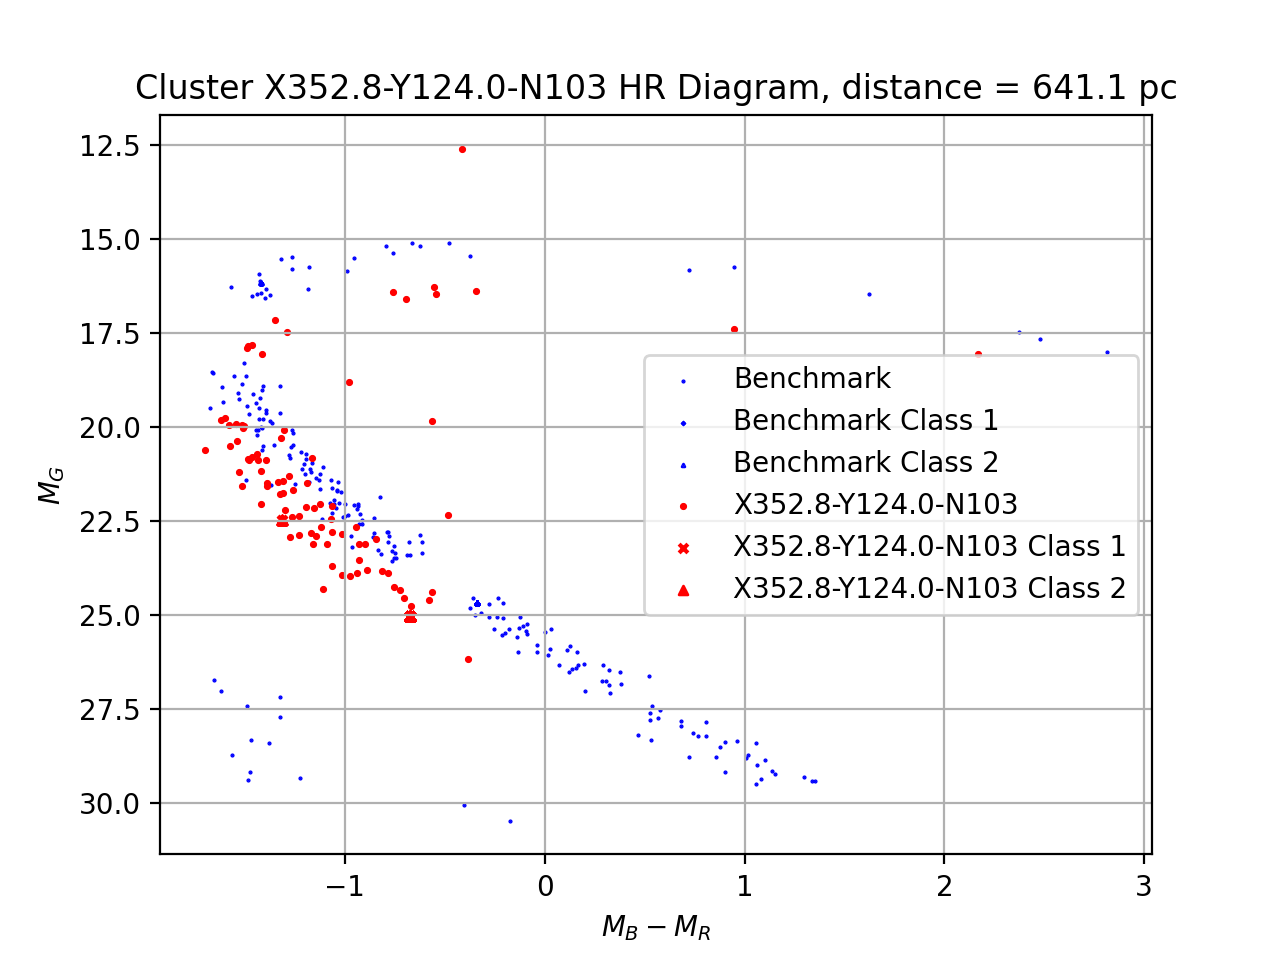 Cluster X352.8-Y124.0-N103 HR Diagram, distance = 641.1 pc
12.5
15.0
17.5
20.0
22.5
25.0
27.5
30.0
M_G
Benchmark
Benchmark Class 1
Benchmark Class 2
X352.8-Y124.0-N103
X352.8-Y124.0-N103 Class 1
X352.8-Y124.0-N103 Class 2
−1 0 1 2 3
M_B − M_R